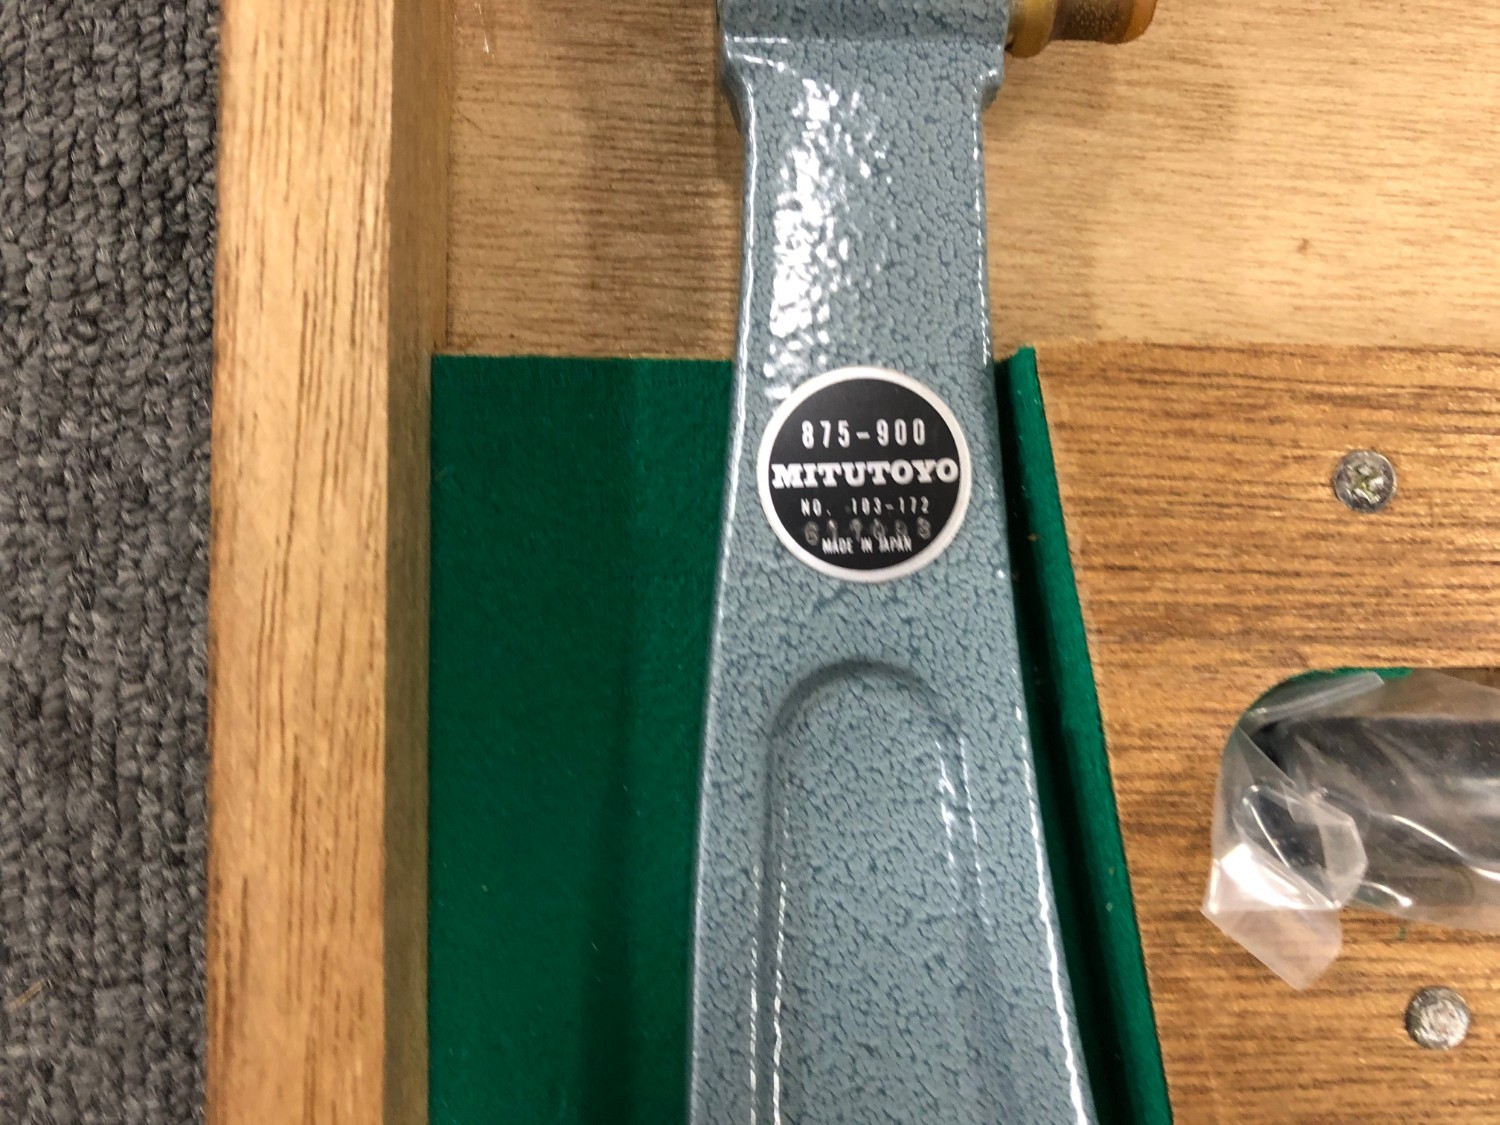 875-900
MITUTOYO
NO. 103-172
MADE IN JAPAN